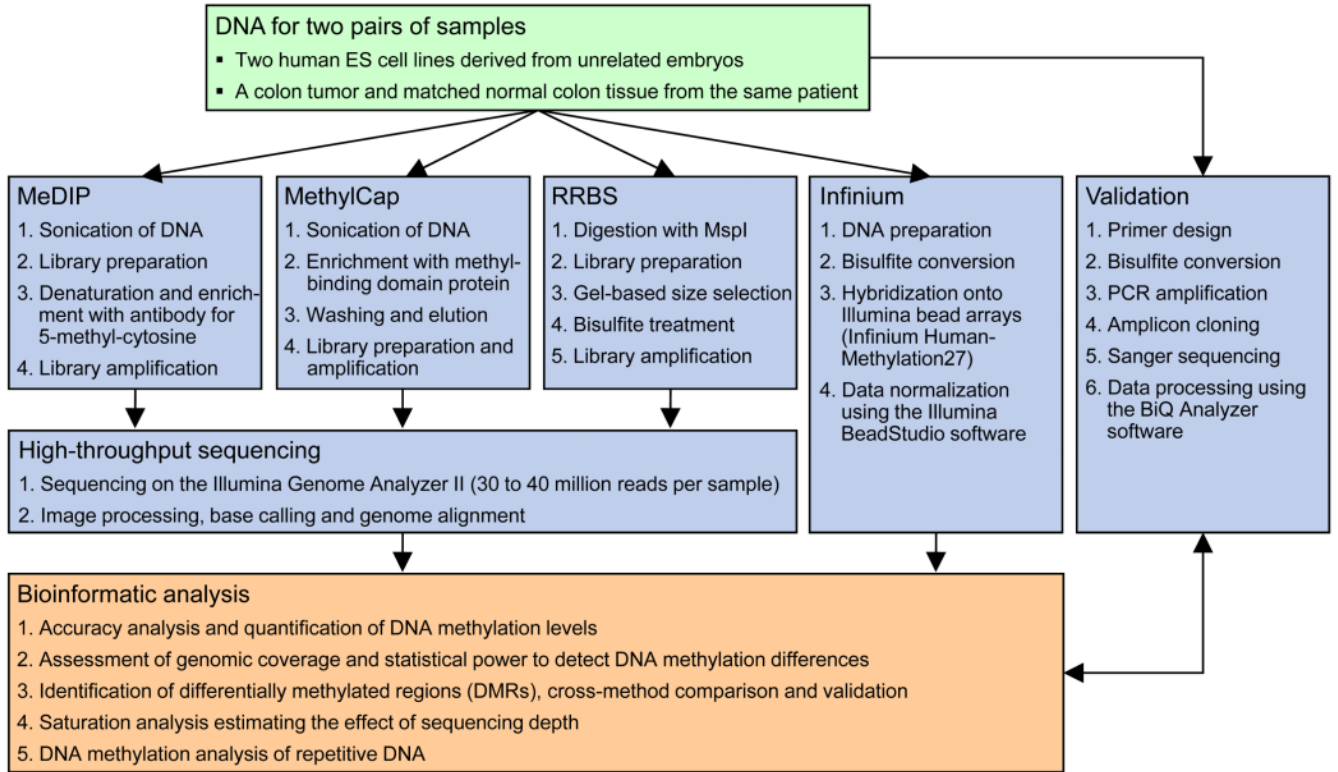 DNA for two pairs of samples
▪ Two human ES cell lines derived from unrelated embryos
▪ A colon tumor and matched normal colon tissue from the same patient
MeDIP
1. Sonication of DNA
2. Library preparation
3. Denaturation and enrich-
ment with antibody for
5-methyl-cytosine
4. Library amplification
MethylCap
1. Sonication of DNA
2. Enrichment with methyl-
binding domain protein
3. Washing and elution
4. Library preparation and
amplification
RRBS
1. Digestion with MspI
2. Library preparation
3. Gel-based size selection
4. Bisulfite treatment
5. Library amplification
Infinium
1. DNA preparation
2. Bisulfite conversion
3. Hybridization onto
Illumina bead arrays
(Infinium Human-
Methylation27)
4. Data normalization
using the Illumina
BeadStudio software
Validation
1. Primer design
2. Bisulfite conversion
3. PCR amplification
4. Amplicon cloning
5. Sanger sequencing
6. Data processing using
the BiQ Analyzer
software
High-throughput sequencing
1. Sequencing on the Illumina Genome Analyzer II (30 to 40 million reads per sample)
2. Image processing, base calling and genome alignment
Bioinformatic analysis
1. Accuracy analysis and quantification of DNA methylation levels
2. Assessment of genomic coverage and statistical power to detect DNA methylation differences
3. Identification of differentially methylated regions (DMRs), cross-method comparison and validation
4. Saturation analysis estimating the effect of sequencing depth
5. DNA methylation analysis of repetitive DNA